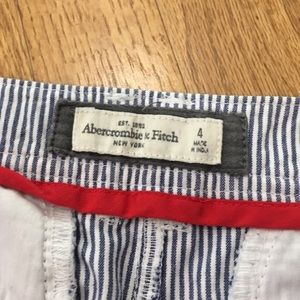 EST. 1892
Abercrombie & Fitch
NEW YORK
4
MADE
IN INDIA